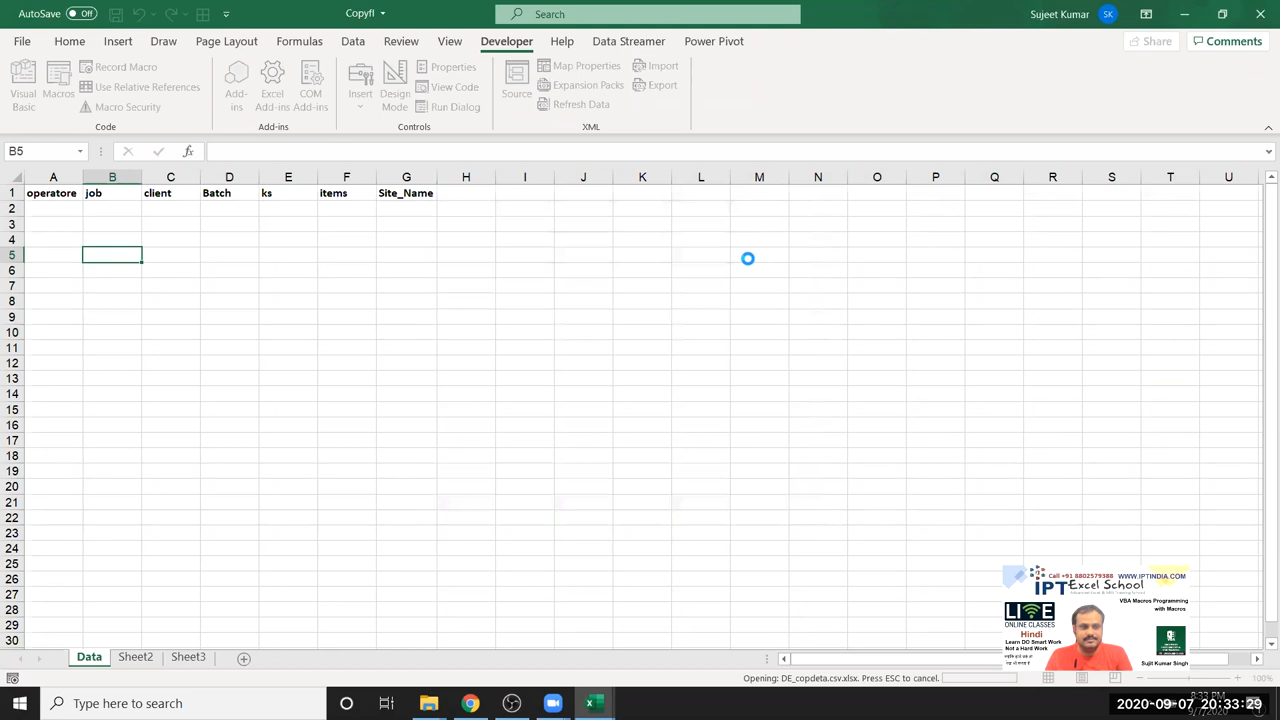 AutoSave Off Copyfl Search Sujeet Kumar SK
File Home Insert Draw Page Layout Formulas Data Review View Developer Help Data Streamer Power Pivot Share Comments
Visual Basic
Macros
Record Macro
Use Relative References
Macro Security
Code
Add-ins
Excel Add-ins
COM Add-ins
Add-ins
Insert
Design Mode
Properties
View Code
Run Dialog
Controls
Source
Map Properties
Expansion Packs
Refresh Data
Import
Export
XML
B5 fx
A B C D E F G H I J K L M N O P Q R S T U
1 operatore job client Batch ks items Site_Name
2
3
4
5
6
7
8
9
10
11
12
13
14
15
16
17
18
19
20
21
22
23
24
25
26
27
28
29
30
Call +91 8802579388 WWW.IPTINDIA.COM
IPT Excel School
VBA Macros Programming
with Macros
LIVE
ONLINE CLASSES
Hindi
Learn DO Smart Work
Not a Hard Work
Sujit Kumar Singh
Data Sheet2 Sheet3
Opening: DE_copdeta.csv.xlsx. Press ESC to cancel. 100%
Type here to search
2020-09-07 20:33:29